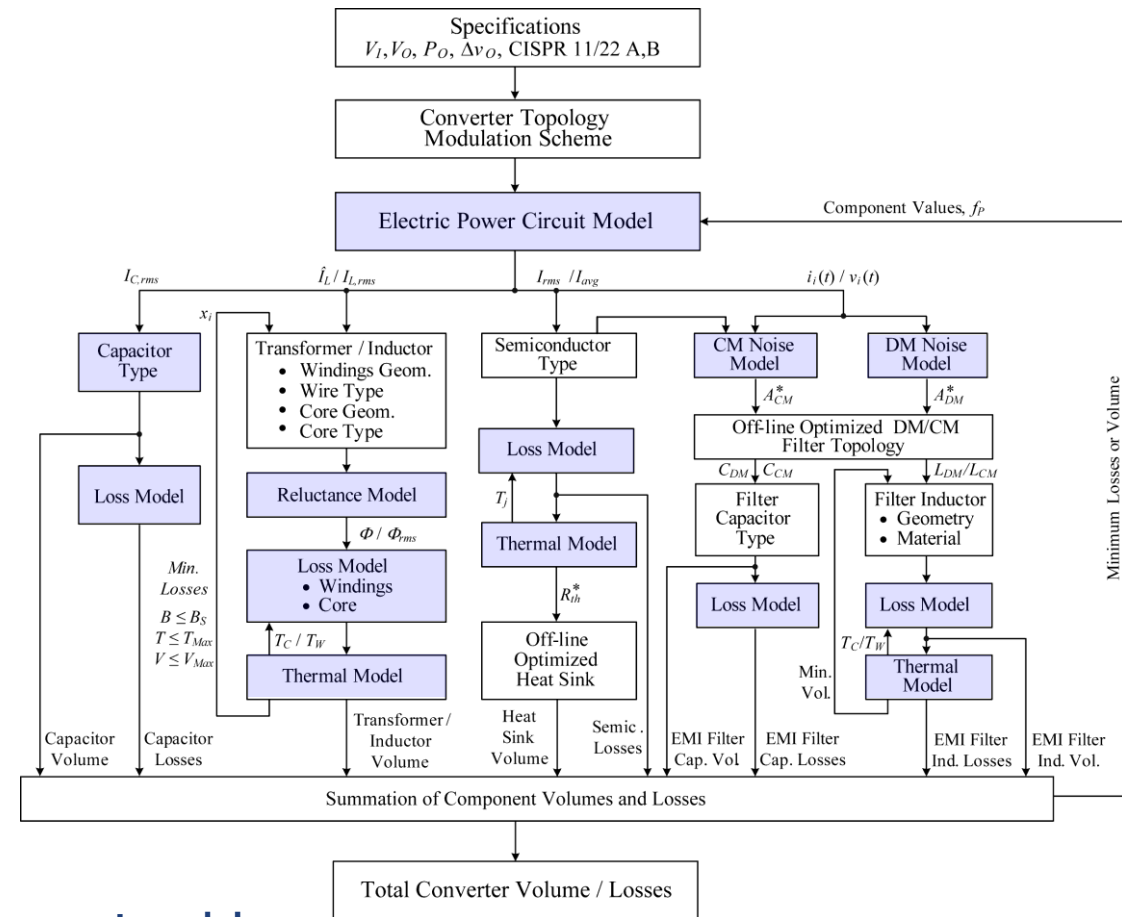 Specifications
V_I, V_O, P_O, Δv_O, CISPR 11/22 A,B
Converter Topology
Modulation Scheme
Electric Power Circuit Model
Component Values, f_P
I_C,rms
Î_L / I_L,rms
I_rms / I_avg
i_i(t) / v_i(t)
x_i
Capacitor
Type
Transformer / Inductor
• Windings Geom.
• Wire Type
• Core Geom.
• Core Type
Semiconductor
Type
CM Noise
Model
DM Noise
Model
A*_CM
A*_DM
Off-line Optimized DM/CM
Filter Topology
Loss Model
Loss Model
Reluctance Model
T_j
C_DM
C_CM
L_DM/L_CM
Filter
Capacitor
Type
Filter Inductor
• Geometry
• Material
Φ / Φ_rms
Thermal Model
Loss Model
• Windings
• Core
Min.
Losses
B ≤ B_S
T ≤ T_Max
V ≤ V_Max
T_C / T_W
Thermal Model
R*_th
Off-line
Optimized
Heat Sink
Loss Model
Loss Model
T_C/T_W
Min.
Vol.
Thermal
Model
Minimum Losses or Volume
Capacitor
Volume
Capacitor
Losses
Transformer/
Inductor
Volume
Heat
Sink
Volume
Semic.
Losses
EMI Filter
Cap. Vol.
EMI Filter
Cap. Losses
EMI Filter
Ind. Losses
EMI Filter
Ind. Vol.
Summation of Component Volumes and Losses
Total Converter Volume / Losses